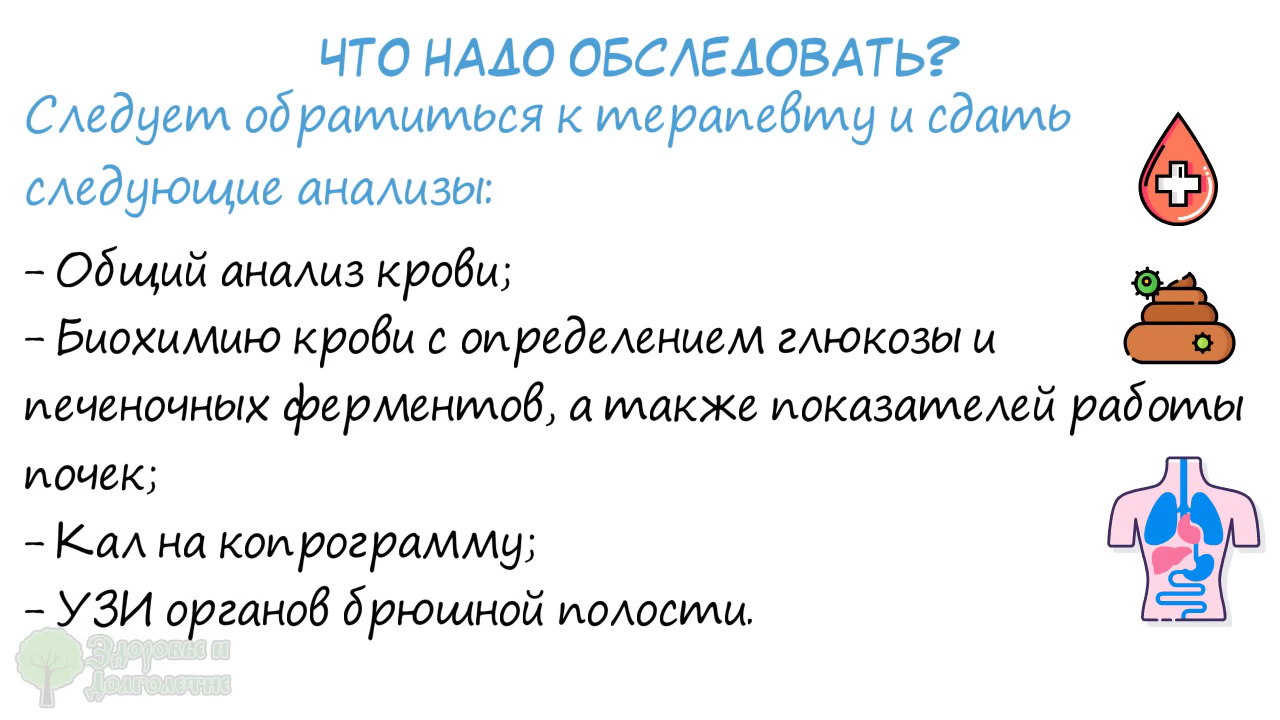 ЧТО НАДО ОБСЛЕДОВАТЬ?
Следует обратиться к терапевту и сдать
следующие анализы:
- Общий анализ крови;
- Биохимию крови с определением глюкозы и
печеночных ферментов, а также показателей работы
почек;
- Кал на копрограмму;
- УЗИ органов брюшной полости.
Здоровье и
Долголетие